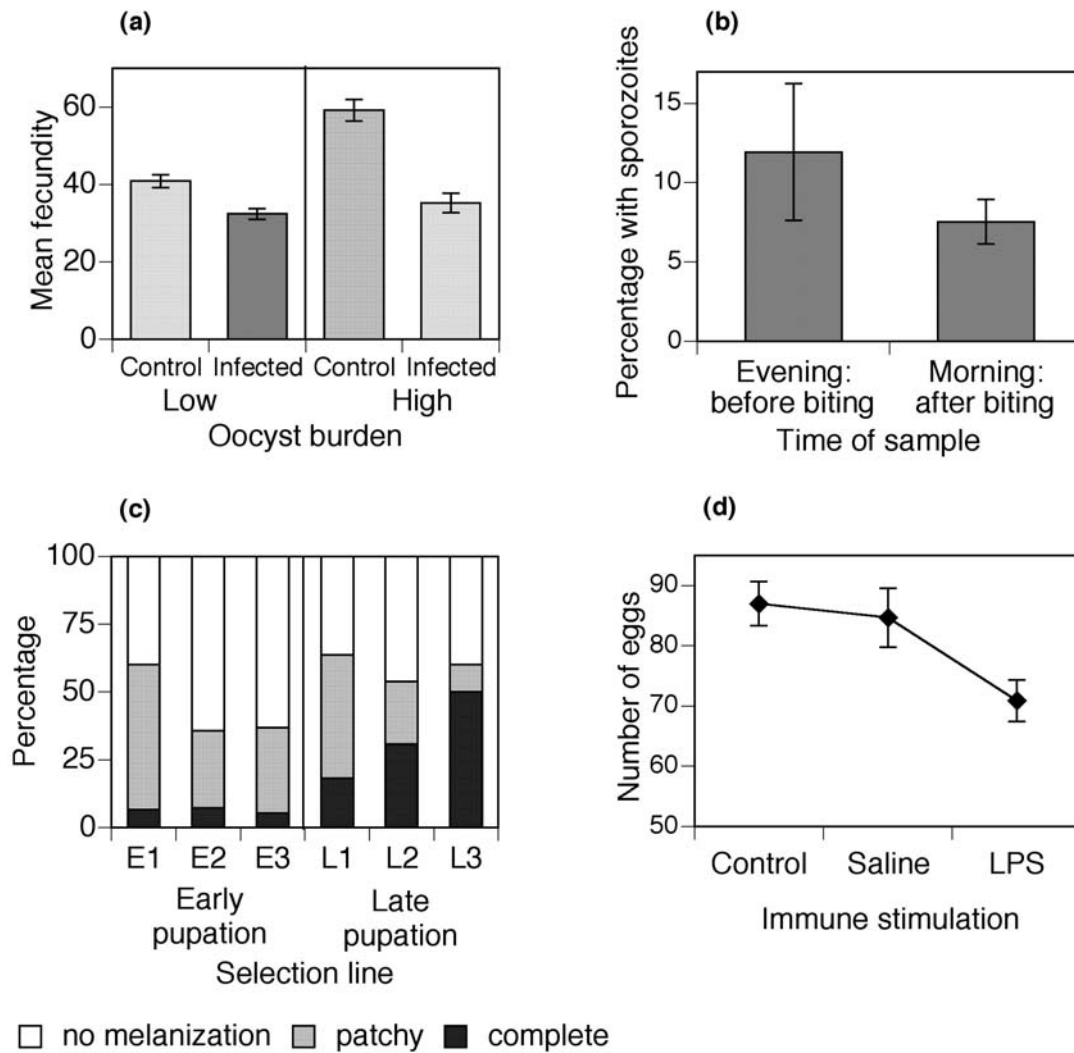 (a)
Mean fecundity
60
40
20
0
Control Infected Control Infected
Low High
Oocyst burden
(b)
Percentage with sporozoites
15
10
5
0
Evening: Morning:
before biting after biting
Time of sample
(c)
Percentage
100
75
50
25
0
E1 E2 E3 L1 L2 L3
Early Late
pupation pupation
Selection line
no melanization patchy complete
(d)
Number of eggs
90
80
70
60
50
Control Saline LPS
Immune stimulation